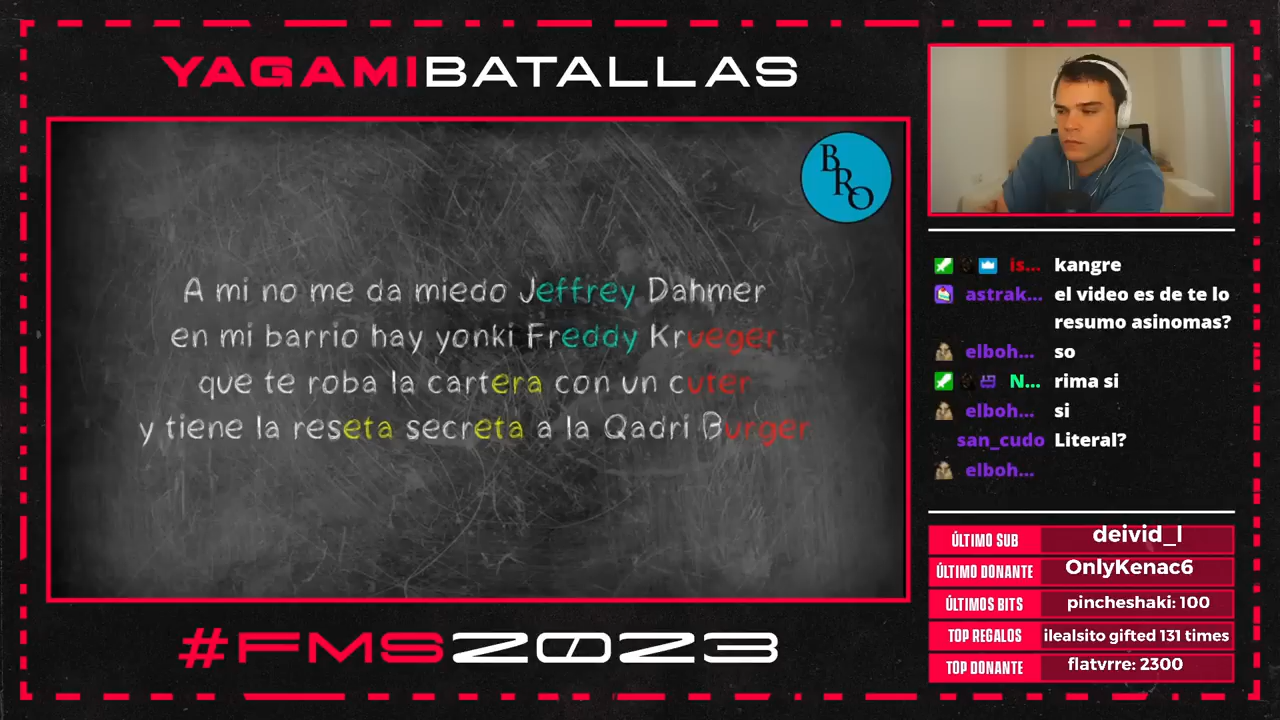 YAGAMIBATALLAS
BRO
A mi no me da miedo Jeffrey Dahmer
en mi barrio hay yonki Freddy Krueger
que te roba la cartera con un cuter
y tiene la reseta secreta a la Qadri Burger
#FMS2023
is... kangre
astrak... el video es de te lo
resumo asinomas?
elboh... so
N... rima si
elboh... si
san_cudo Literal?
elboh...
ÚLTIMO SUB deivid_l
ÚLTIMO DONANTE OnlyKenac6
ÚLTIMOS BITS pincheshaki: 100
TOP REGALOS ilealsito gifted 131 times
TOP DONANTE flatvrre: 2300